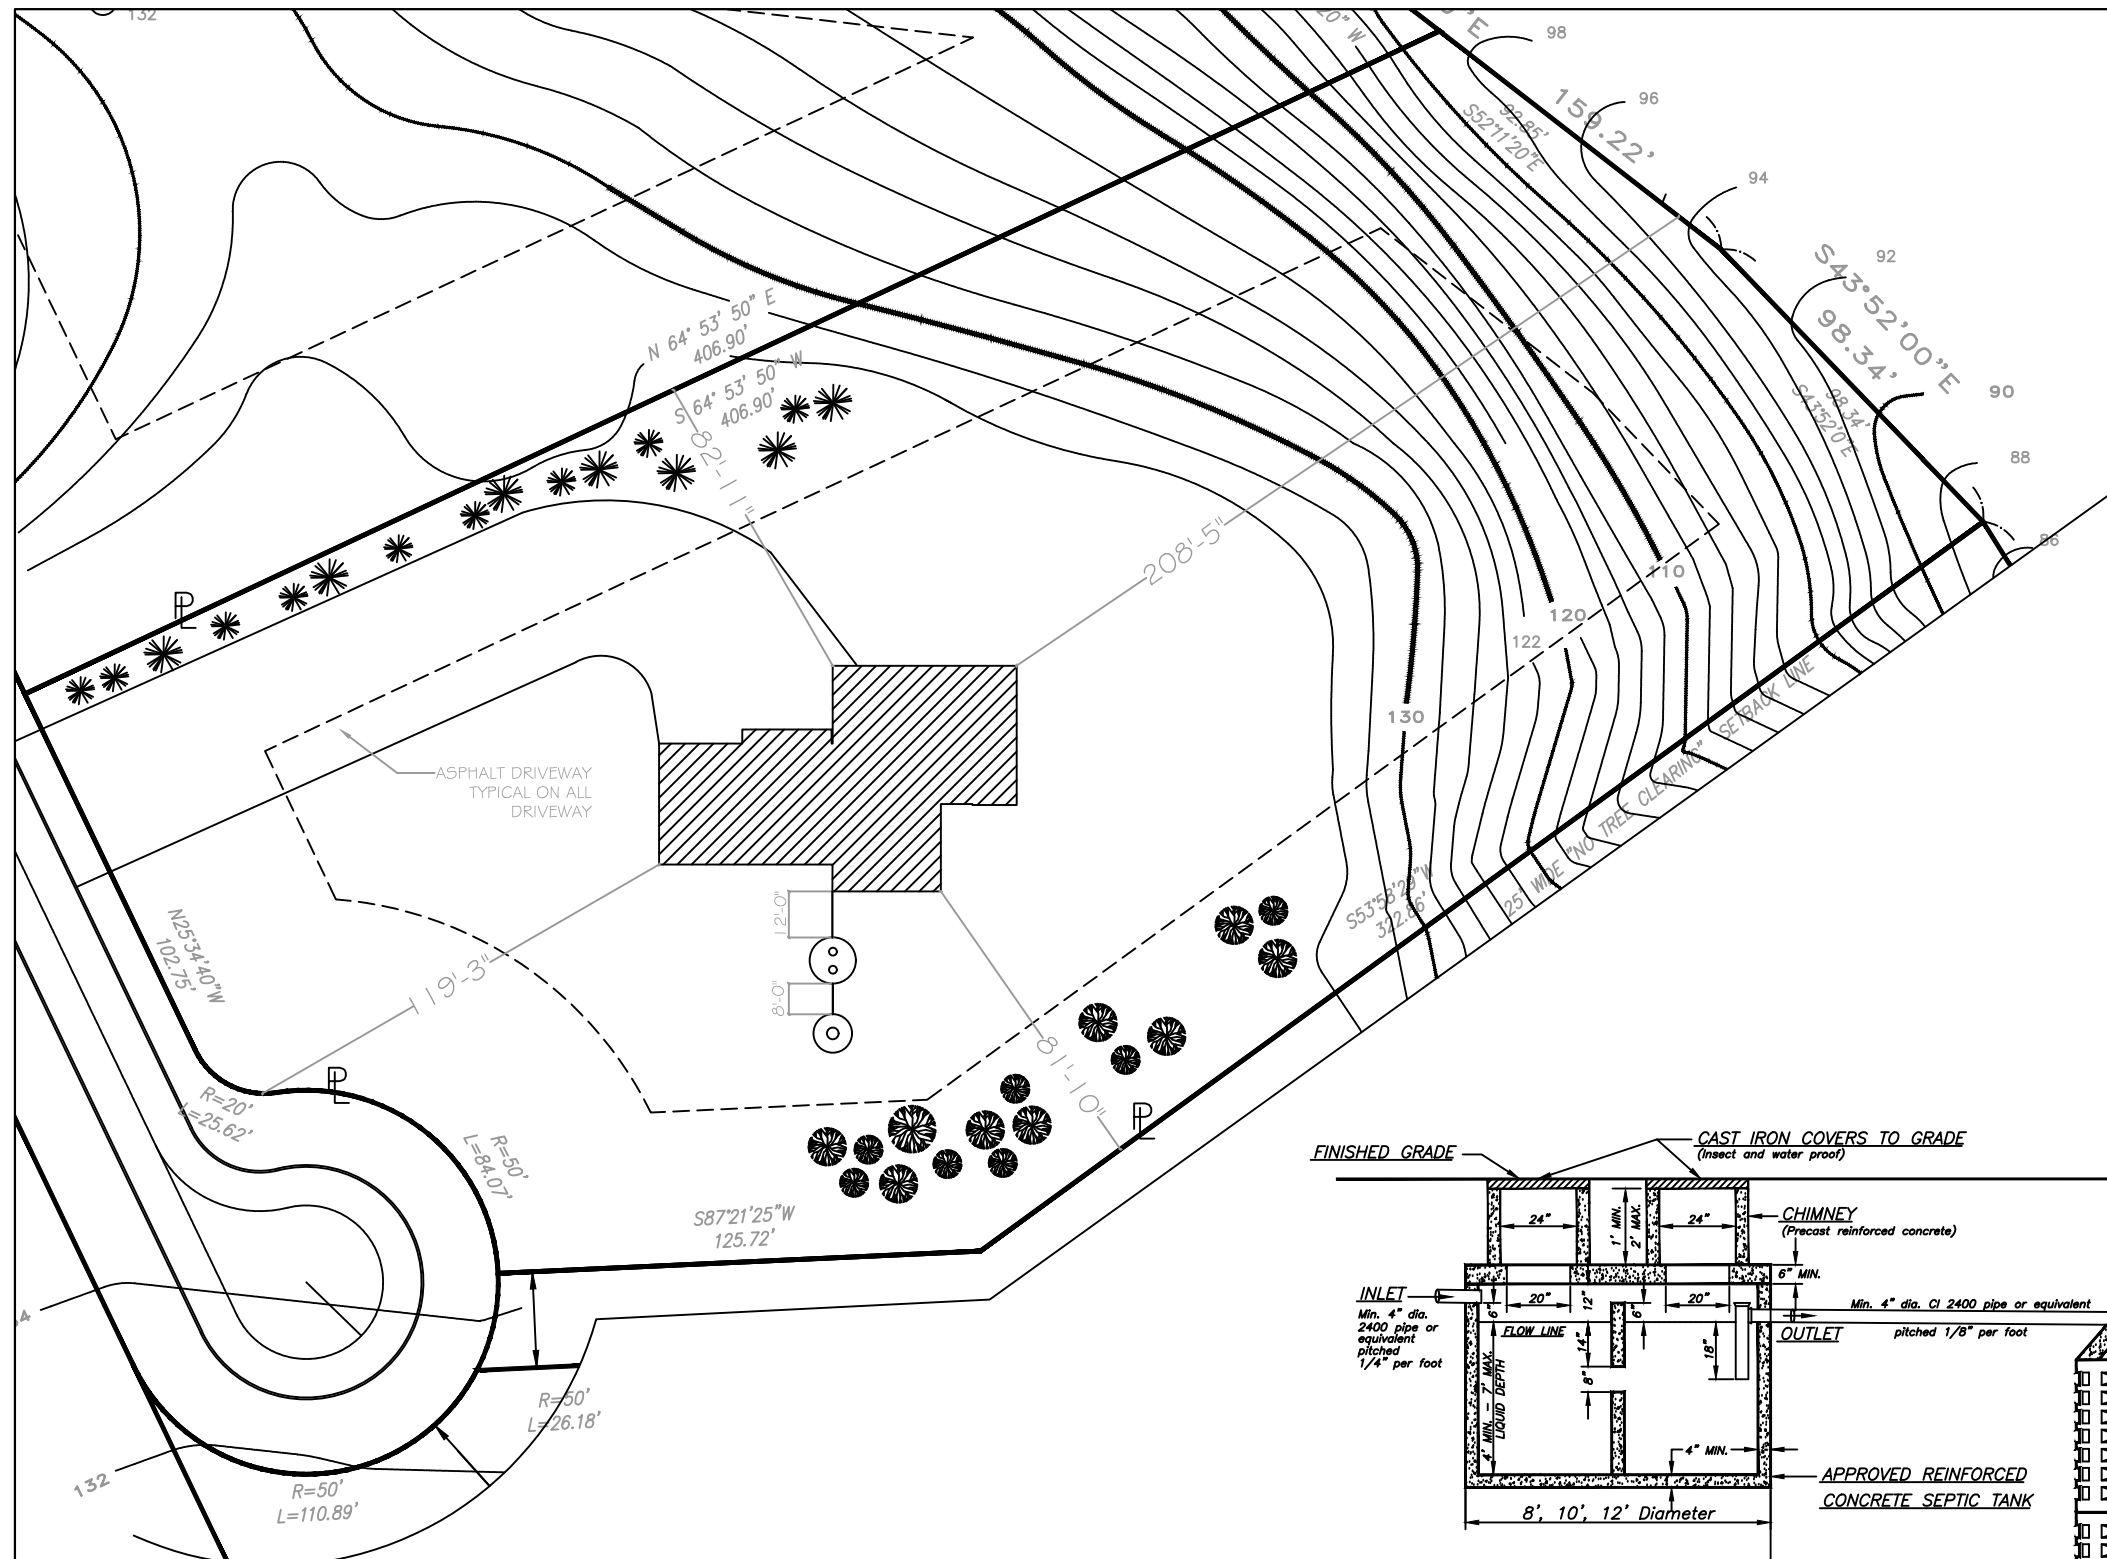 132
20" W
"E
98
96
159.22'
92.85'
S52°11'20"E
94
92
S43°52'00"E
98.34'
90
98.34'
S43°52'0"E
88
86
N 64° 53' 50" E
406.90'
S 64° 53' 50" W
406.90'
82'-11"
208'-5"
110
120
122
130
ASPHALT DRIVEWAY
TYPICAL ON ALL
DRIVEWAY
25' WIDE "NO TREE CLEARING" SETBACK LINE
S53°58'29"W
322.86'
12'-0"
8'-0"
119'-3"
81'-10"
N25°34'40"W
102.75'
PL
PL
PL
R=20'
L=25.62'
R=50'
L=84.07'
S87°21'25"W
125.72'
R=50'
L=26.18'
R=50'
L=110.89'
132
FINISHED GRADE
CAST IRON COVERS TO GRADE
(Insect and water proof)
24"
1' MIN.
2' MAX.
24"
CHIMNEY
(Precast reinforced concrete)
6" MIN.
INLET
Min. 4" dia.
2400 pipe or
equivalent
pitched
1/4" per foot
6"
20"
12"
6"
20"
FLOW LINE
14"
8"
18"
4' MIN. - 7' MAX.
LIQUID DEPTH
Min. 4" dia. CI 2400 pipe or equivalent
OUTLET
pitched 1/8" per foot
4" MIN.
APPROVED REINFORCED
CONCRETE SEPTIC TANK
8', 10', 12' Diameter